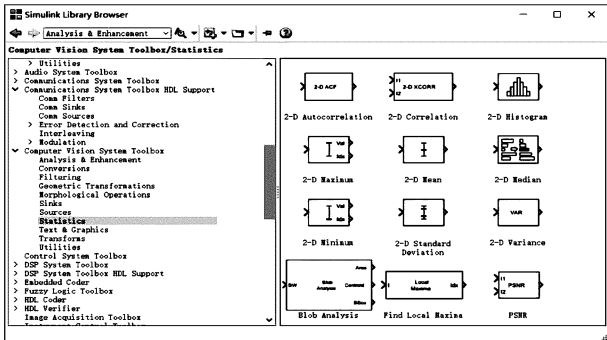 Simulink Library Browser
Analysis & Enhancement
Computer Vision System Toolbox/Statistics
Utilities
Audio System Toolbox
Communications System Toolbox
Communications System Toolbox HDL Support
Comm Filters
Comm Sinks
Comm Sources
Error Detection and Correction
Interleaving
Modulation
Computer Vision System Toolbox
Analysis & Enhancement
Conversions
Filtering
Geometric Transformations
Morphological Operations
Sinks
Sources
Statistics
Text & Graphics
Transforms
Utilities
Control System Toolbox
DSP System Toolbox
DSP System Toolbox HDL Support
Embedded Coder
Fuzzy Logic Toolbox
HDL Coder
HDL Verifier
Image Acquisition Toolbox
Instrument Control Toolbox
2-D ACF
I1
I2
2-D XCORR
2-D Autocorrelation
2-D Correlation
2-D Histogram
Val
Idx
2-D Maximum
2-D Mean
2-D Median
Val
Idx
VAR
2-D Minimum
2-D Standard Deviation
2-D Variance
BW
Blob Analysis
Area
Centroid
BBox
I
Local Maxima
Idx
I1
I2
PSNR
Blob Analysis
Find Local Maxima
PSNR